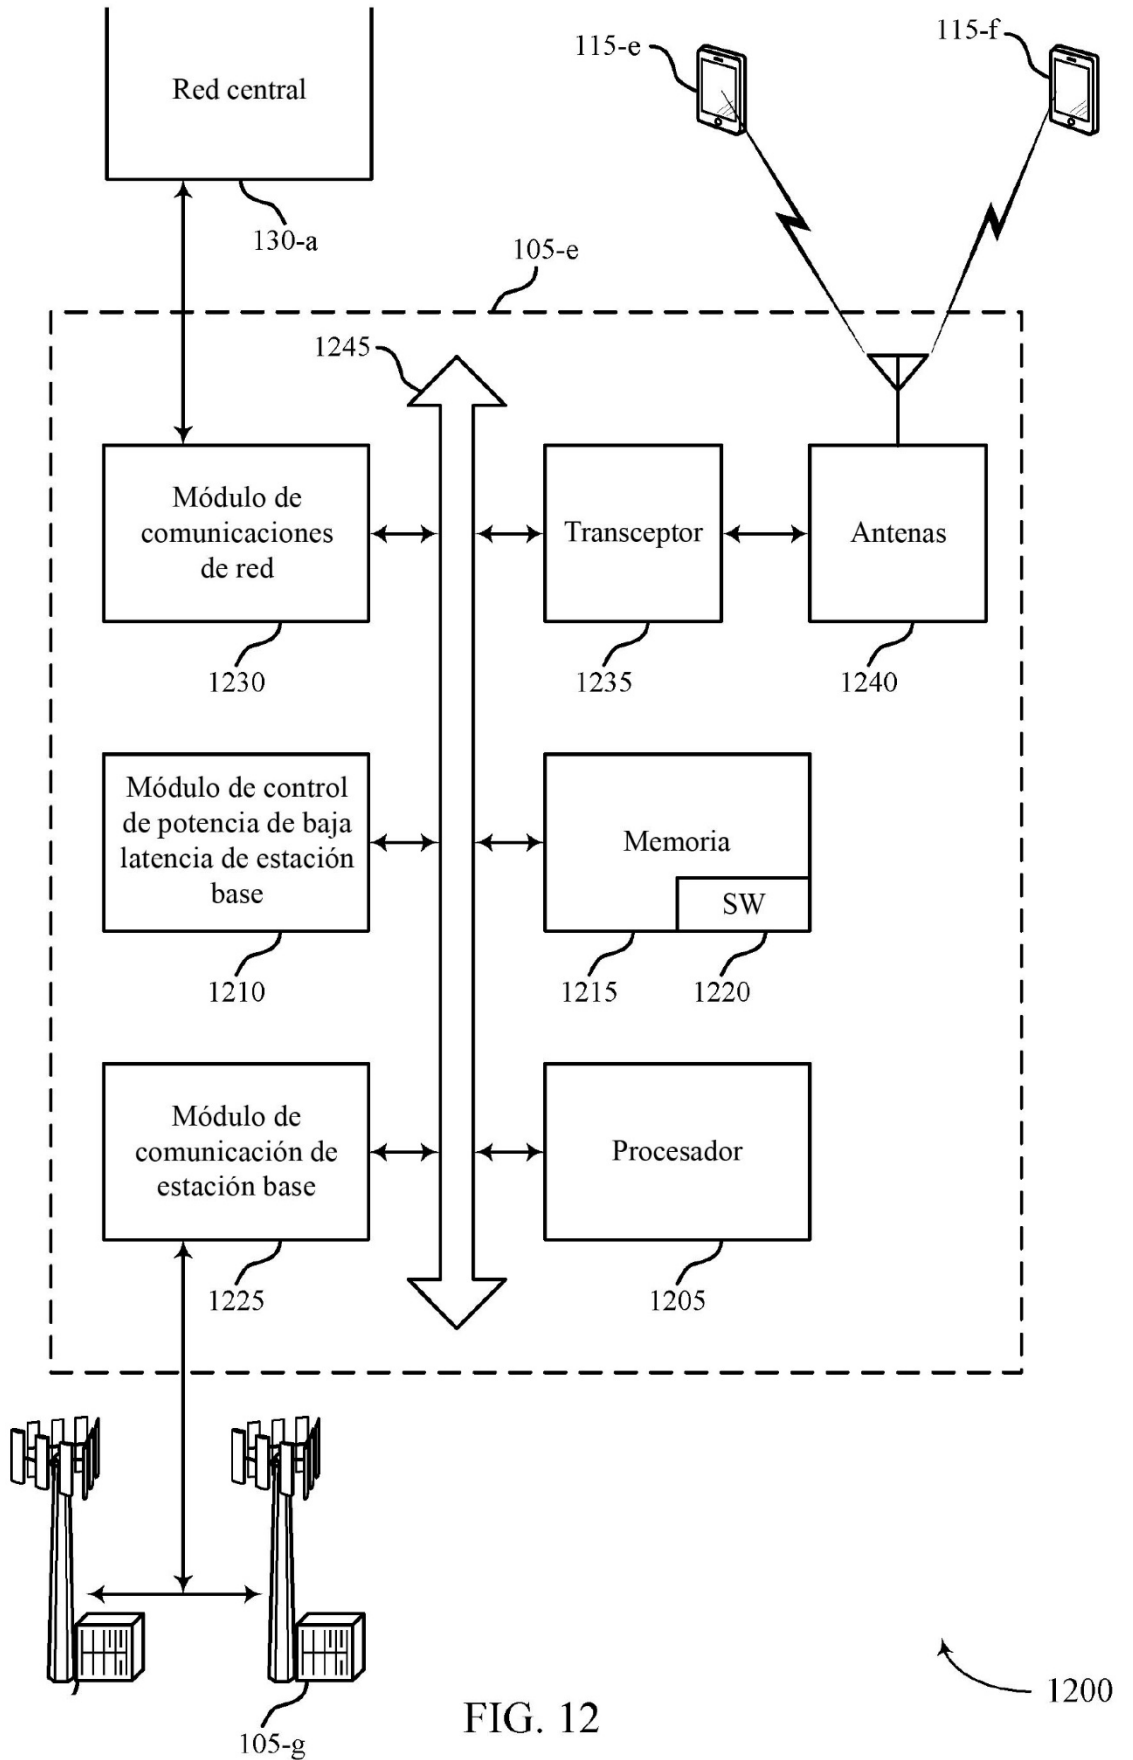 Red central
130-a
115-e
115-f
105-e
1245
Módulo de
comunicaciones
de red
1230
Transceptor
1235
Antenas
1240
Módulo de control
de potencia de baja
latencia de estación
base
1210
Memoria
SW
1215
1220
Módulo de
comunicación de
estación base
1225
Procesador
1205
105-g
FIG. 12
1200